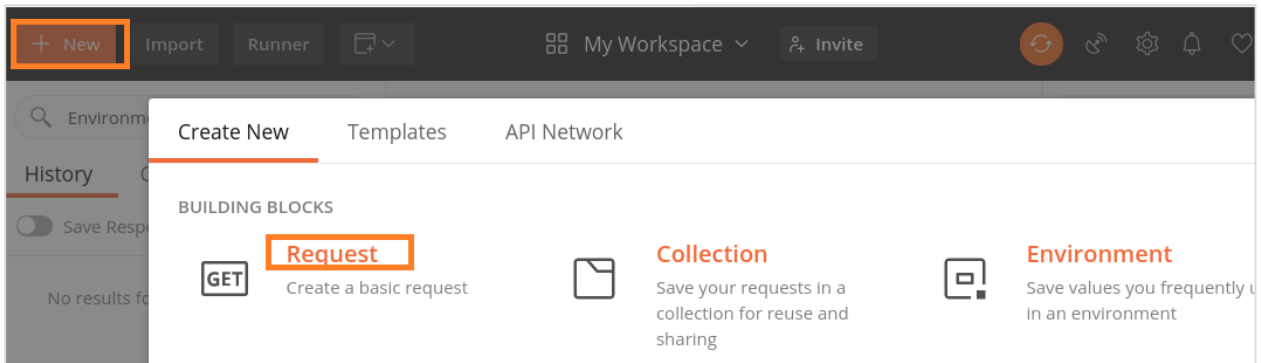 + New Import Runner My Workspace Invite
Environm
Create New Templates API Network
History
BUILDING BLOCKS
Save Resp
Request Collection Environment
GET
Create a basic request Save your requests in a Save values you frequently
collection for reuse and in an environment
No results fo
sharing